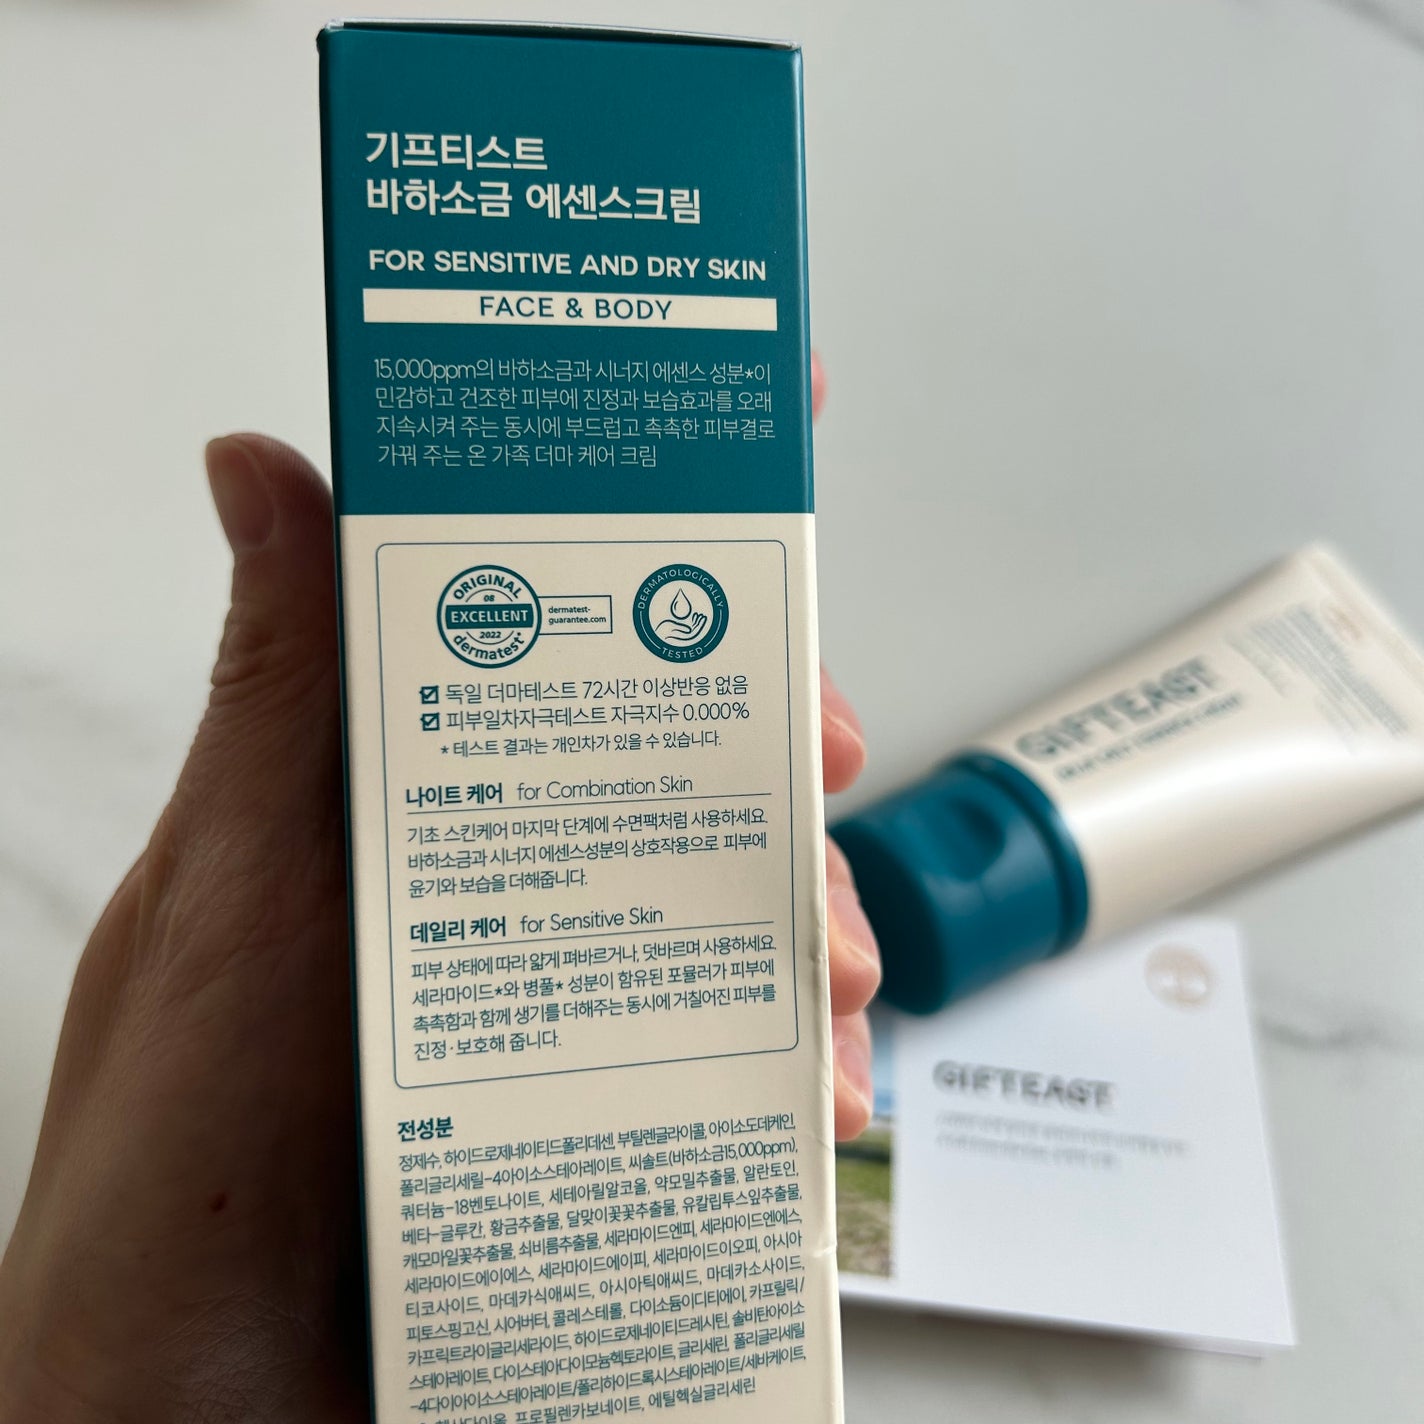 기프티스트
바하소금 에센스크림
FOR SENSITIVE AND DRY SKIN
FACE & BODY
15,000ppm의 바하소금과 시너지 에센스 성분*이
민감하고 건조한 피부에 진정과 보습효과를 오래
지속시켜 주는 동시에 부드럽고 촉촉한 피부결로
가꿔 주는 온 가족 더마 케어 크림
ORIGINAL
08
EXCELLENT
2022
dermatest
dermatest-
guarantee.com
DERMATOLOGICALLY
TESTED
독일 더마테스트 72시간 이상반응 없음
피부일차자극테스트 자극지수 0.000%
* 테스트 결과는 개인차가 있을 수 있습니다.
나이트 케어 for Combination Skin
기초 스킨케어 마지막 단계에 수면팩처럼 사용하세요.
바하소금과 시너지 에센스성분의 상호작용으로 피부에
윤기와 보습을 더해줍니다.
데일리 케어 for Sensitive Skin
피부 상태에 따라 얇게 펴바르거나, 덧바르며 사용하세요.
세라마이드*와 병풀* 성분이 함유된 포뮬러가 피부에
촉촉함과 함께 생기를 더해주는 동시에 거칠어진 피부를
진정·보호해 줍니다.
전성분
정제수, 하이드로제네이티드폴리데센, 부틸렌글라이콜, 아이소도데케인,
폴리글리세릴-4아이소스테아레이트, 씨솔트(바하소금15,000ppm),
쿼터늄-18벤토나이트, 세테아릴알코올, 약모밀추출물, 알란토인,
베타-글루칸, 황금추출물, 달맞이꽃꽃추출물, 유칼립투스잎추출물,
캐모마일꽃추출물, 쇠비름추출물, 세라마이드엔피, 세라마이드엔에스,
세라마이드에이에스, 세라마이드에이피, 세라마이드이오피, 아시아
티코사이드, 마데카식애씨드, 아시아틱애씨드, 마데카소사이드,
피토스핑고신, 시어버터, 콜레스테롤, 다이소듐이디티에이, 카프릴릭/
카프릭트라이글리세라이드, 하이드로제네이티드레시틴, 솔비탄아이소
스테아레이트, 다이스테아다이모늄헥토라이트, 글리세린, 폴리글리세릴
-4다이아이소스테아레이트/폴리하이드록시스테아레이트/세바케이트,
프로필렌카보네이트, 에틸헥실글리세린
GIFTEAST
GIFTEAST